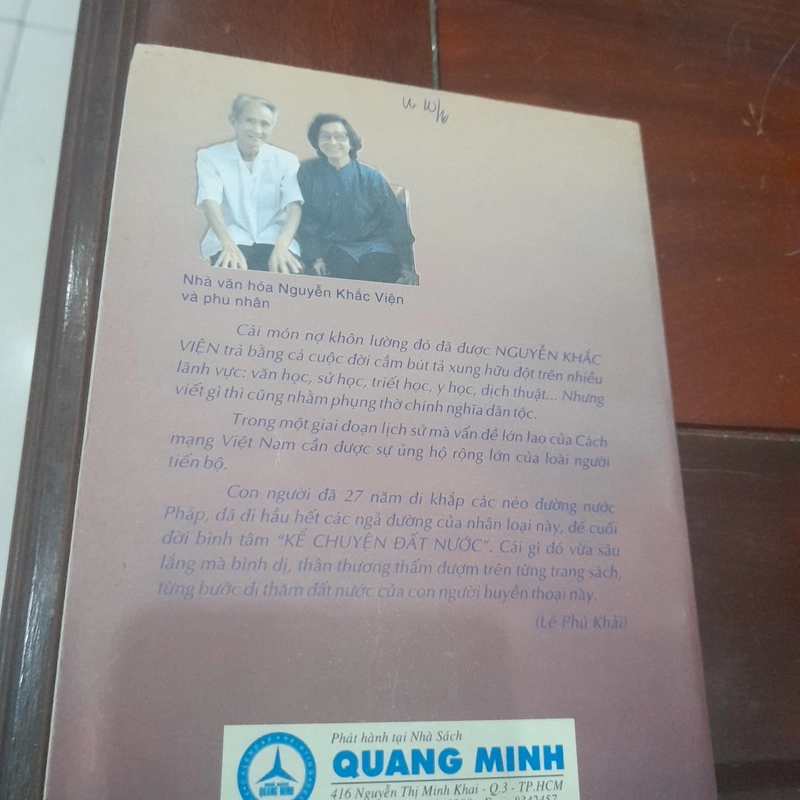 Nhà văn hóa Nguyễn Khắc Viện
và phu nhân
Cái món nợ khôn lường đó đã được NGUYỄN KHẮC
VIỆN trả bằng cả cuộc đời cầm bút tả xung hữu đột trên nhiều
lãnh vực: văn học, sử học, triết học, y học, dịch thuật... Nhưng
viết gì thì cũng nhằm phụng thờ chính nghĩa dân tộc.
Trong một giai đoạn lịch sử mà vấn đề lớn lao của Cách
mạng Việt Nam cần được sự ủng hộ rộng lớn của loài người
tiến bộ.
Con người đã 27 năm đi khắp các nẻo đường nước
Pháp, đã đi hầu hết các ngả đường của nhân loại này, để cuối
đời bình tâm "KỂ CHUYỆN ĐẤT NƯỚC". Cái gì đó vừa sâu
lắng mà bình dị, thân thương thấm đượm trên từng trang sách,
từng bước đi thăm đất nước của con người huyền thoại này.
(Lê Phú Khải)
Phát hành tại Nhà Sách
QUANG MINH
QUANG MINH
416 Nguyễn Thị Minh Khai - Q.3 - TP.HCM
8342457